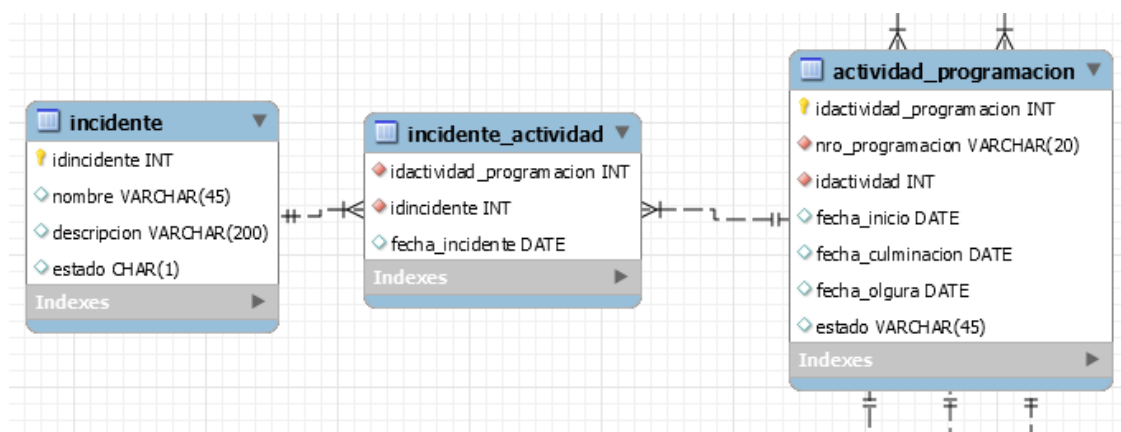 incidente
idincidente INT
nombre VARCHAR(45)
descripcion VARCHAR(200)
estado CHAR(1)
Indexes
incidente_actividad
idactividad_programacion INT
idincidente INT
fecha_incidente DATE
Indexes
actividad_programacion
idactividad_programacion INT
nro_programacion VARCHAR(20)
idactividad INT
fecha_inicio DATE
fecha_culminacion DATE
fecha_olgura DATE
estado VARCHAR(45)
Indexes